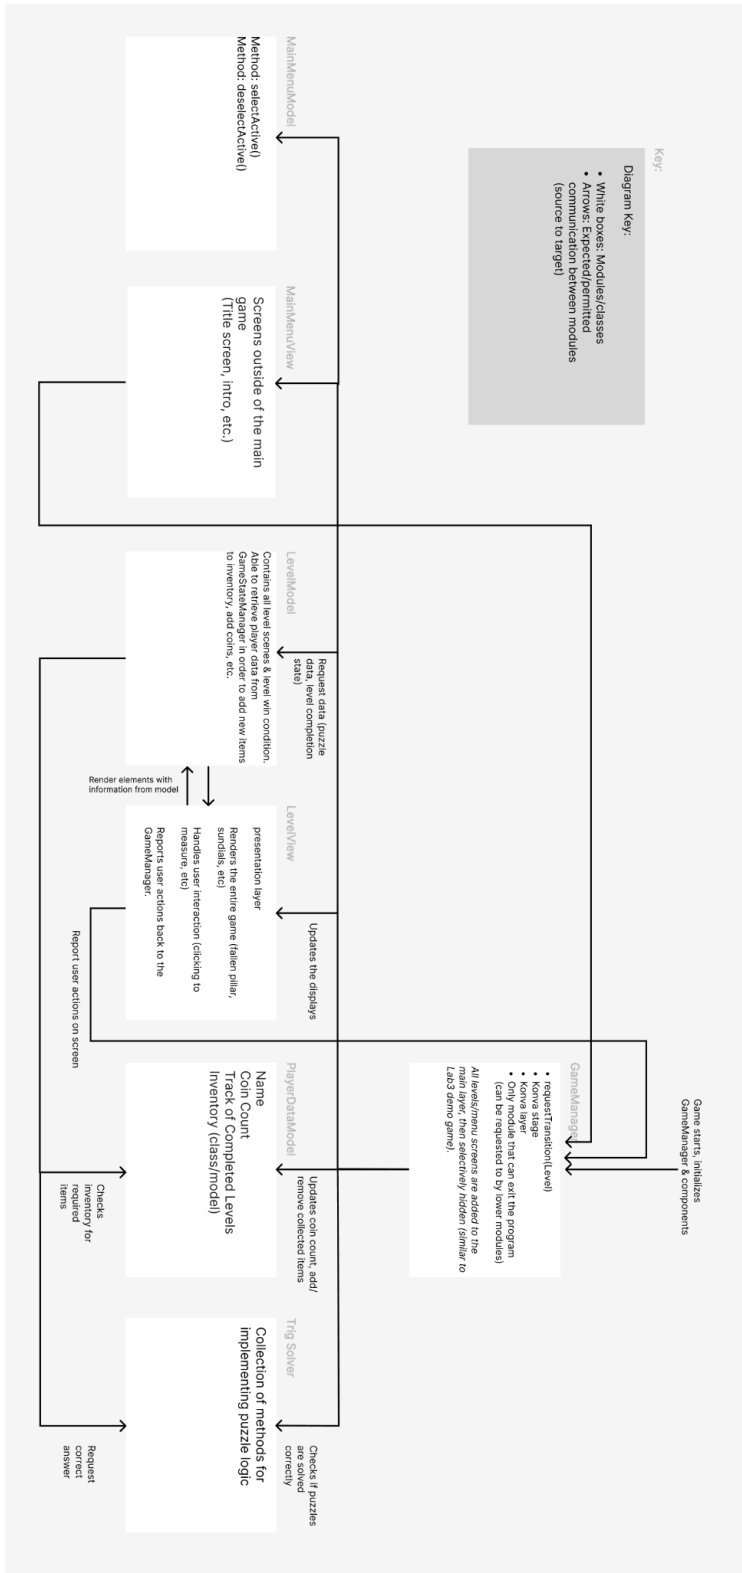 Key:
Diagram Key:
• White boxes: Modules/classes
• Arrows: Expected/permitted
communication between modules
(source to target)
Game starts, initializes
GameManager & components
GameManager
• requestTransition(Level)
• Konva stage
• Konva layer
• Only module that can exit the program
(can be requested to by lower modules)
All levels/menu screens are added to the
main layer, then selectively hidden (similar to
Lab3 demo game).
MainMenuModel
Method: selectActive()
Method: deselectActive()
MainMenuView
Screens outside of the main
game
(Title screen, intro, etc.)
Request data (puzzle
data, level completion
state)
LevelModel
Contains all level scenes & level win condition.
Able to retrieve player data from
GameStateManager in order to add new items
to inventory, add coins, etc.
Render elements with
information from model
Updates the displays
LevelView
presentation layer
Renders the entire game (fallen pillar,
sundials, etc)
Handles user interaction (clicking to
measure, etc)
Reports user actions back to the
GameManager.
Report user actions on screen
Updates coin count, add/
remove collected items
PlayerDataModel
Name
Coin Count
Track of Completed Levels
Inventory (class/model)
Checks
inventory for
required
items
Checks if puzzles
are solved
correctly
Trig Solver
Collection of methods for
implementing puzzle logic
Request
correct
answer